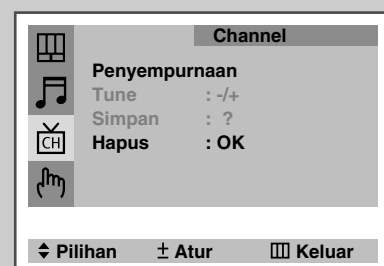 Channel
Penyempurnaan
Tune : -/+
Simpan : ?
CH
Hapus : OK
Pilihan ± Atur Keluar